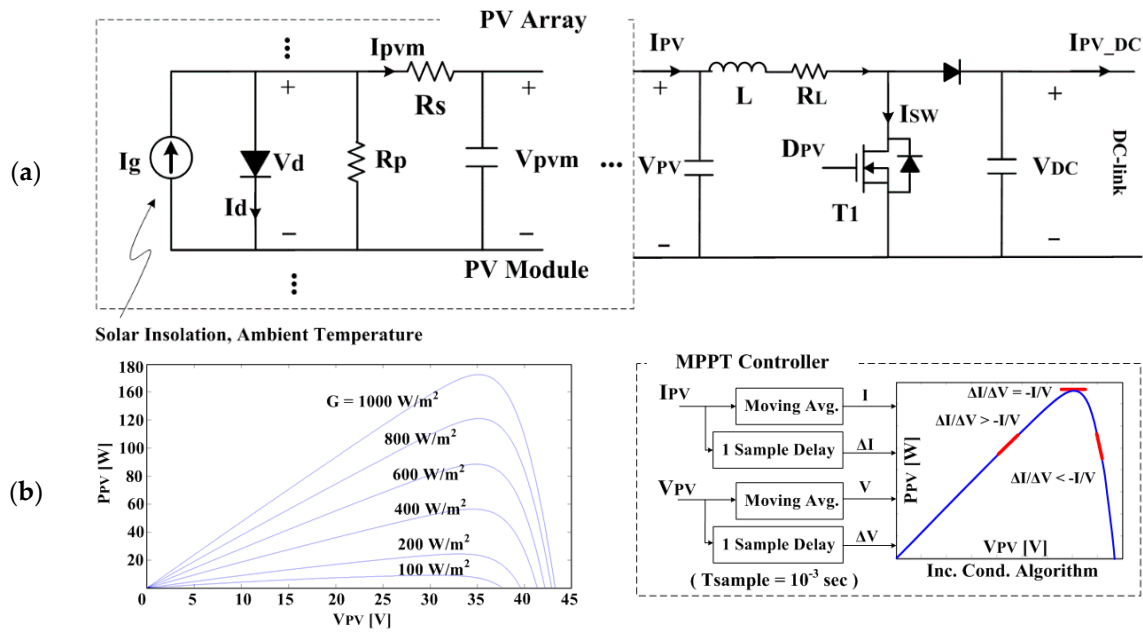 PV Array
Ipvm
Rs
Ig
Vd
Id
Rp
Vpvm
PV Module
Solar Insolation, Ambient Temperature
(a)
IPV
L
RL
ISW
IPV_DC
VPV
DPV
T1
VDC
DC-link
(b)
PPV [W]
180
160
140
120
100
80
60
40
20
0
5
10
15
20
25
30
35
40
45
VPV [V]
G = 1000 W/m²
800 W/m²
600 W/m²
400 W/m²
200 W/m²
100 W/m²
MPPT Controller
IPV
Moving Avg.
I
1 Sample Delay
ΔI
VPV
Moving Avg.
V
1 Sample Delay
ΔV
( Tsample = 10⁻³ sec )
PPV [W]
ΔI/ΔV = -I/V
ΔI/ΔV > -I/V
ΔI/ΔV < -I/V
VPV [V]
Inc. Cond. Algorithm